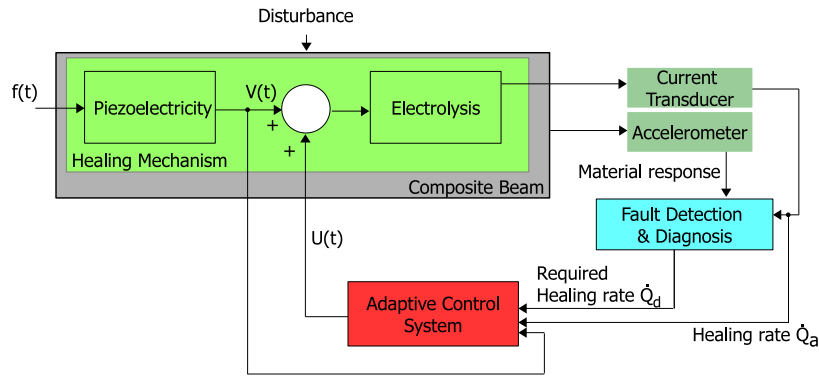 Disturbance
f(t)
Piezoelectricity
V(t)
+
+
Electrolysis
Healing Mechanism
Composite Beam
Current
Transducer
Accelerometer
Material response
Fault Detection
& Diagnosis
U(t)
Required
Healing rate Q̇d
Adaptive Control
System
Healing rate Q̇a